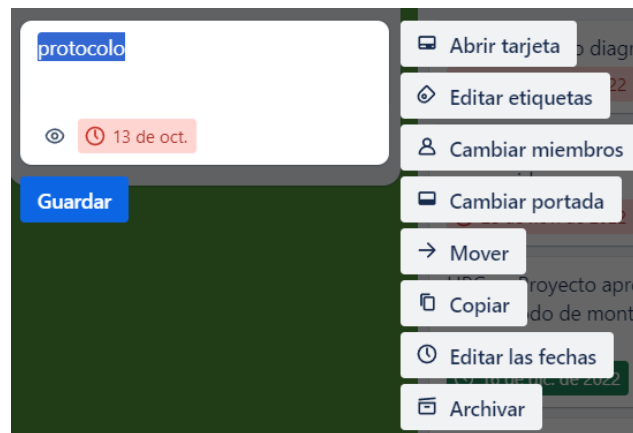 protocolo
13 de oct.
Guardar
Abrir tarjeta
Editar etiquetas
Cambiar miembros
Cambiar portada
Mover
Copiar
Editar las fechas
Archivar